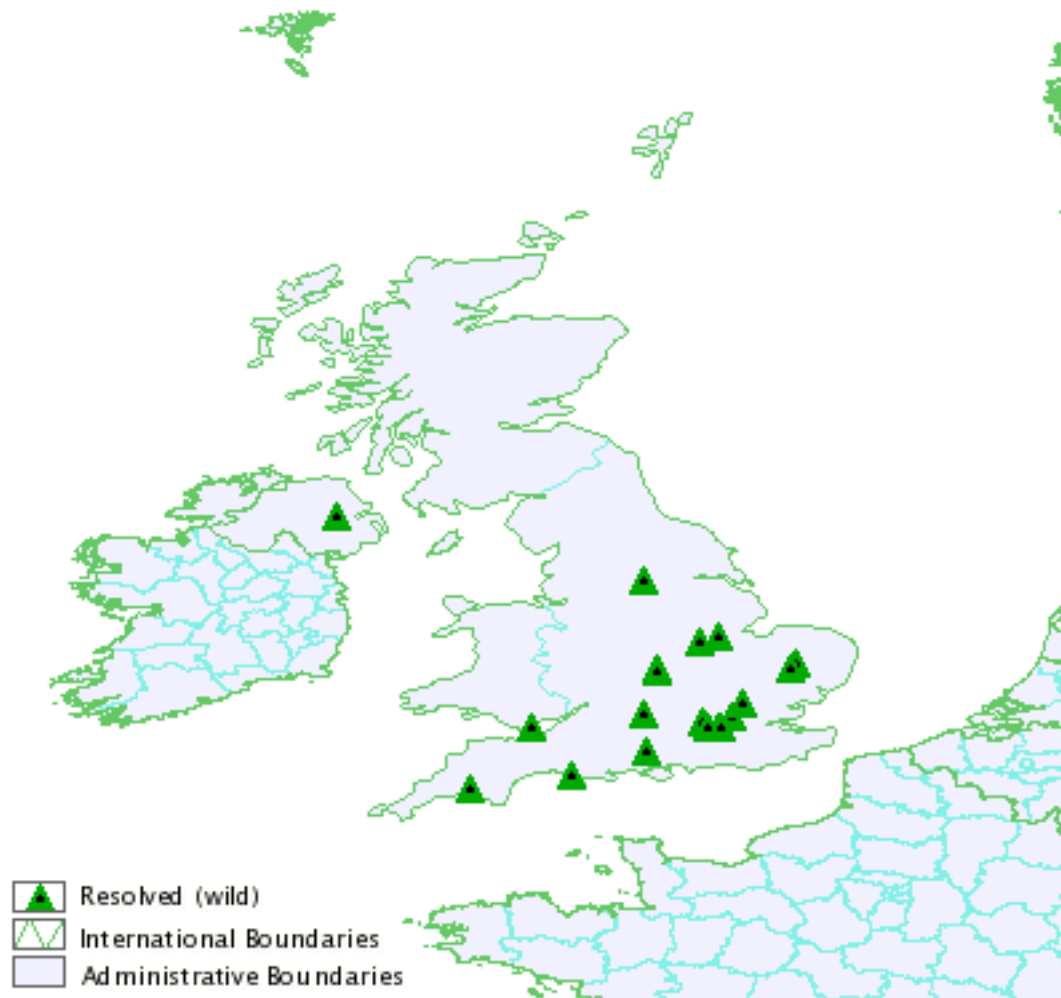 Resolved (wild)
International Boundaries
Administrative Boundaries